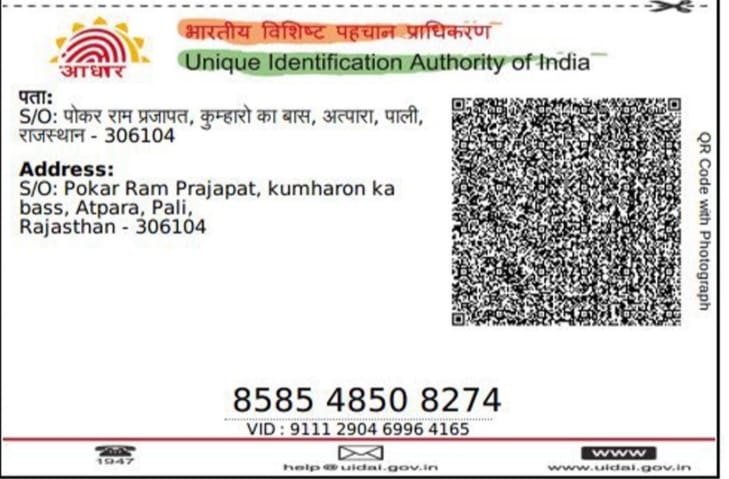 भारतीय विशिष्ट पहचान प्राधिकरण
Unique Identification Authority of India
आधार
पता:
S/O: पोकर राम प्रजापत, कुम्हारो का बास, अत्पारा, पाली,
राजस्थान - 306104
Address:
S/O: Pokar Ram Prajapat, kumharon ka
bass, Atpara, Pali,
Rajasthan - 306104
QR Code with Photograph
8585 4850 8274
VID : 9111 2904 6996 4165
1947
help@uidai.gov.in
www
www.uidai.gov.in